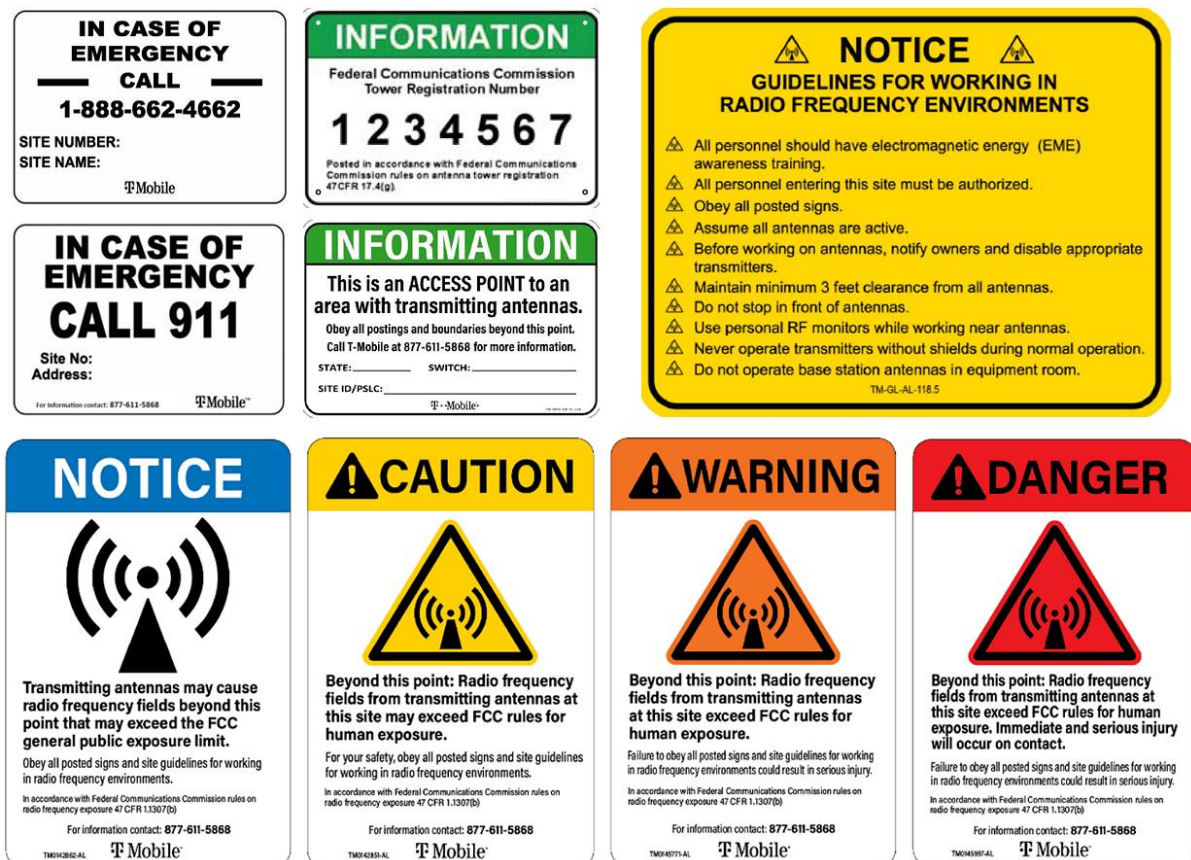 IN CASE OF
EMERGENCY
CALL
1-888-662-4662
SITE NUMBER:
SITE NAME:
T Mobile
INFORMATION
Federal Communications Commission
Tower Registration Number
1 2 3 4 5 6 7
Posted in accordance with Federal Communications
Commission rules on antenna tower registration
47CFR 17.4(g).
NOTICE
GUIDELINES FOR WORKING IN
RADIO FREQUENCY ENVIRONMENTS
All personnel should have electromagnetic energy (EME)
awareness training.
All personnel entering this site must be authorized.
Obey all posted signs.
Assume all antennas are active.
Before working on antennas, notify owners and disable appropriate
transmitters.
Maintain minimum 3 feet clearance from all antennas.
Do not stop in front of antennas.
Use personal RF monitors while working near antennas.
Never operate transmitters without shields during normal operation.
Do not operate base station antennas in equipment room.
TM-GL-AL-118.5
IN CASE OF
EMERGENCY
CALL 911
Site No:
Address:
For information contact: 877-611-5868
T Mobile™
INFORMATION
This is an ACCESS POINT to an
area with transmitting antennas.
Obey all postings and boundaries beyond this point.
Call T-Mobile at 877-611-5868 for more information.
STATE: SWITCH:
SITE ID/PSLC:
T··Mobile·
NOTICE
Transmitting antennas may cause
radio frequency fields beyond this
point that may exceed the FCC
general public exposure limit.
Obey all posted signs and site guidelines for working
in radio frequency environments.
In accordance with Federal Communications Commission rules on
radio frequency exposure 47 CFR 1.1307(b)
For information contact: 877-611-5868
TM0142862-AL T Mobile
CAUTION
Beyond this point: Radio frequency
fields from transmitting antennas at
this site may exceed FCC rules for
human exposure.
For your safety, obey all posted signs and site guidelines
for working in radio frequency environments.
In accordance with Federal Communications Commission rules on
radio frequency exposure 47 CFR 1.1307(b)
For information contact: 877-611-5868
TM0142851-AL T Mobile
WARNING
Beyond this point: Radio frequency
fields from transmitting antennas
at this site exceed FCC rules for
human exposure.
Failure to obey all posted signs and site guidelines for working
in radio frequency environments could result in serious injury.
In accordance with Federal Communications Commission rules on
radio frequency exposure 47 CFR 1.1307(b)
For information contact: 877-611-5868
TM0145771-AL T Mobile
DANGER
Beyond this point: Radio frequency
fields from transmitting antennas at
this site exceed FCC rules for human
exposure. Immediate and serious injury
will occur on contact.
Failure to obey all posted signs and site guidelines for working
in radio frequency environments could result in serious injury.
In accordance with Federal Communications Commission rules on
radio frequency exposure 47 CFR 1.1307(b)
For information contact: 877-611-5868
TM0145997-AL T Mobile